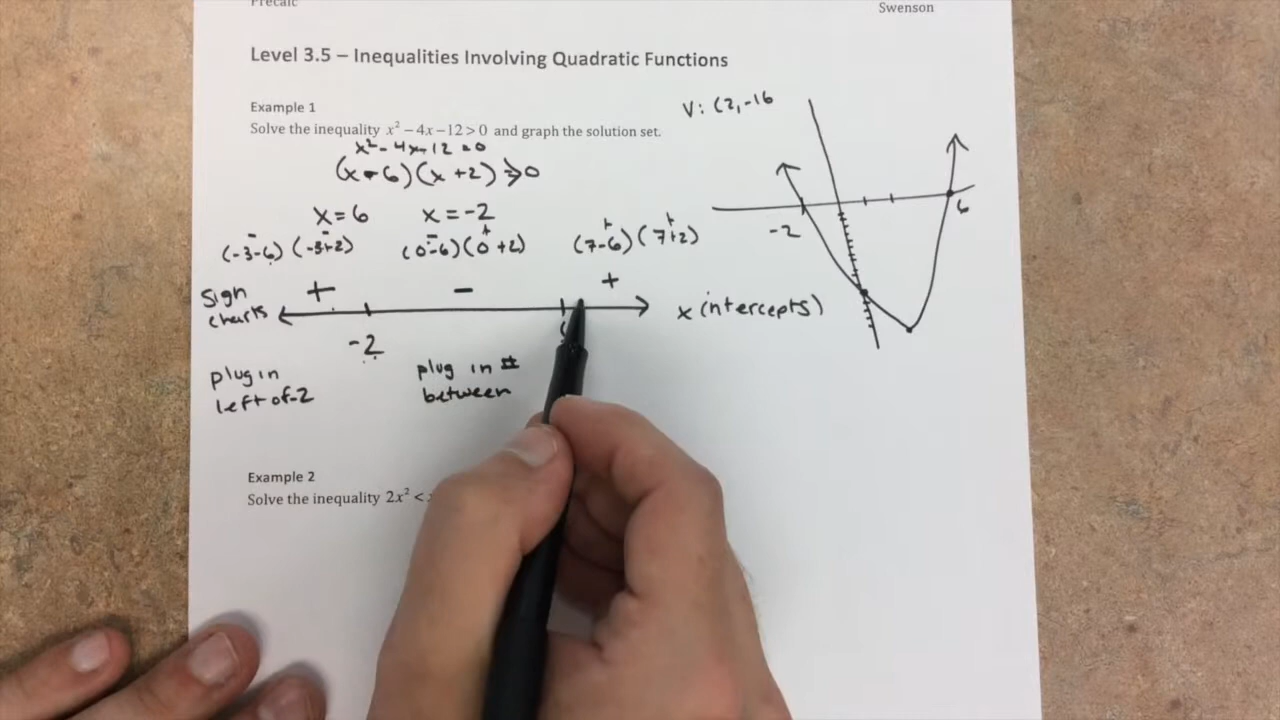 Precalc
Swenson
Level 3.5 – Inequalities Involving Quadratic Functions
Example 1
V: (2,-16
Solve the inequality x² – 4x – 12 > 0 and graph the solution set.
x² - 4x - 12 = 0
(x - 6)(x + 2) > 0
x = 6 x = -2
(-3-6)(-3+2) (0-6)(0+2) (7-6)(7+2)
- - - + + +
+ - +
Sign
charts
x (intercepts)
-2
-2 6
plug in
left of -2
plug in #
between
Example 2
Solve the inequality 2x² <